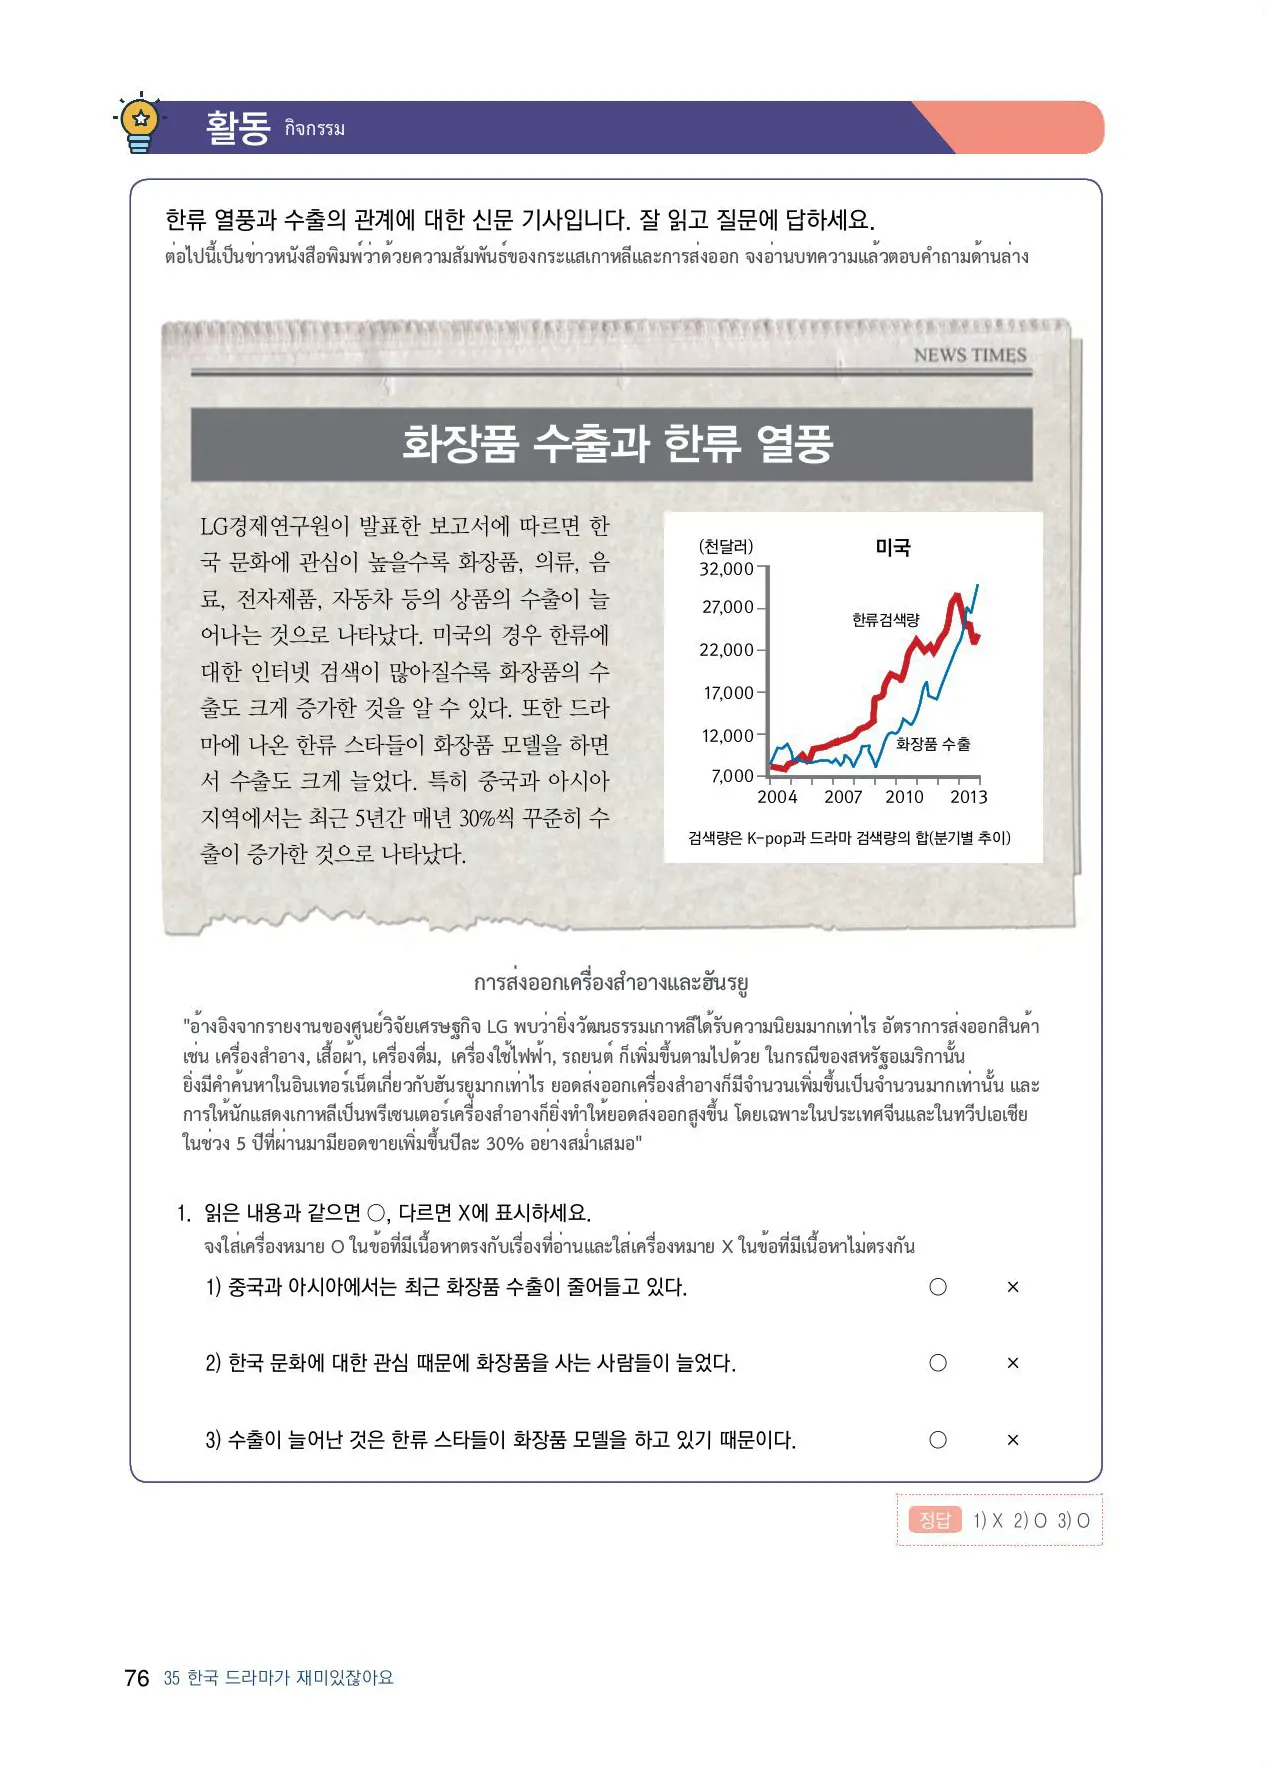 활동 กิจกรรม
한류 열풍과 수출의 관계에 대한 신문 기사입니다. 잘 읽고 질문에 답하세요.
ต่อไปนี้เป็นข่าวหนังสือพิมพ์ว่าด้วยความสัมพันธ์ของกระแสเกาหลีและการส่งออก จงอ่านบทความแล้วตอบคำถามด้านล่าง
NEWS TIMES
화장품 수출과 한류 열풍
LG경제연구원이 발표한 보고서에 따르면 한
국 문화에 관심이 높을수록 화장품, 의류, 음
료, 전자제품, 자동차 등의 상품의 수출이 늘
어나는 것으로 나타났다. 미국의 경우 한류에
대한 인터넷 검색이 많아질수록 화장품의 수
출도 크게 증가한 것을 알 수 있다. 또한 드라
마에 나온 한류 스타들이 화장품 모델을 하면
서 수출도 크게 늘었다. 특히 중국과 아시아
지역에서는 최근 5년간 매년 30%씩 꾸준히 수
출이 증가한 것으로 나타났다.
(천달러) 미국
32,000
27,000
한류검색량
22,000
17,000
12,000
화장품 수출
7,000
2004 2007 2010 2013
검색량은 K-pop과 드라마 검색량의 합(분기별 추이)
การส่งออกเครื่องสำอางและฮันรยู
"อ้างอิงจากรายงานของศูนย์วิจัยเศรษฐกิจ LG พบว่ายิ่งวัฒนธรรมเกาหลีได้รับความนิยมมากเท่าไร อัตราการส่งออกสินค้า
เช่น เครื่องสำอาง, เสื้อผ้า, เครื่องดื่ม, เครื่องใช้ไฟฟ้า, รถยนต์ ก็เพิ่มขึ้นตามไปด้วย ในกรณีของสหรัฐอเมริกานั้น
ยิ่งมีคำค้นหาในอินเทอร์เน็ตเกี่ยวกับฮันรยูมากเท่าไร ยอดส่งออกเครื่องสำอางก็มีจำนวนเพิ่มขึ้นเป็นจำนวนมากเท่านั้น และ
การให้นักแสดงเกาหลีเป็นพรีเซนเตอร์เครื่องสำอางก็ยิ่งทำให้ยอดส่งออกสูงขึ้น โดยเฉพาะในประเทศจีนและในทวีปเอเชีย
ในช่วง 5 ปีที่ผ่านมามียอดขายเพิ่มขึ้นปีละ 30% อย่างสม่ำเสมอ"
1. 읽은 내용과 같으면 ○, 다르면 X에 표시하세요.
จงใส่เครื่องหมาย O ในข้อที่มีเนื้อหาตรงกับเรื่องที่อ่านและใส่เครื่องหมาย X ในข้อที่มีเนื้อหาไม่ตรงกัน
1) 중국과 아시아에서는 최근 화장품 수출이 줄어들고 있다. ○ ×
2) 한국 문화에 대한 관심 때문에 화장품을 사는 사람들이 늘었다. ○ ×
3) 수출이 늘어난 것은 한류 스타들이 화장품 모델을 하고 있기 때문이다. ○ ×
정답 1) X 2) O 3) O
76 35 한국 드라마가 재미있잖아요